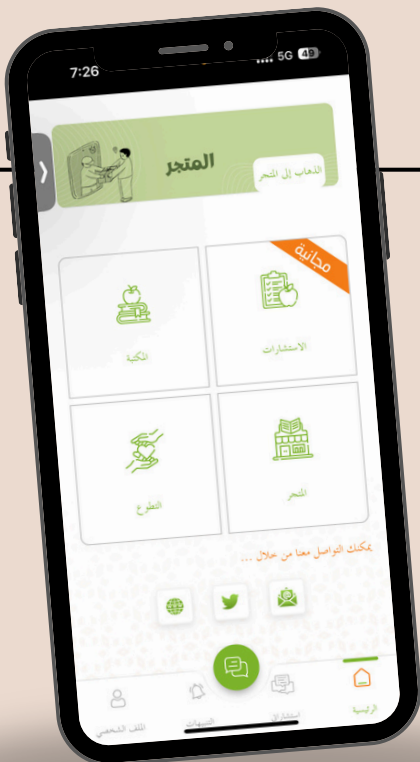 7:26
5G 49
المتجر
الذهاب إلى المتجر
مجانية
الاستشارات
المكتبة
المتجر
التطوع
يمكنك التواصل معنا من خلال ...
الرئيسية
استشاراتي
التنبيهات
الملف الشخصي